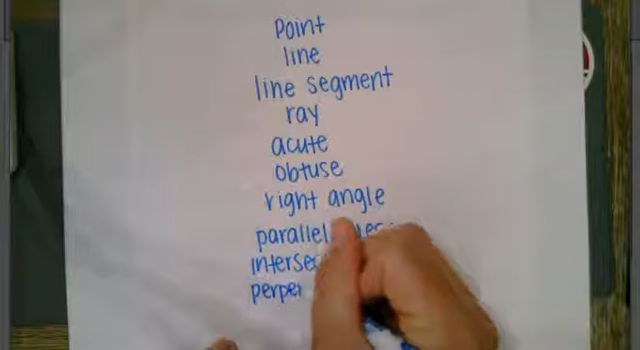 Point
line
line segment
ray
acute
obtuse
right angle
parallel